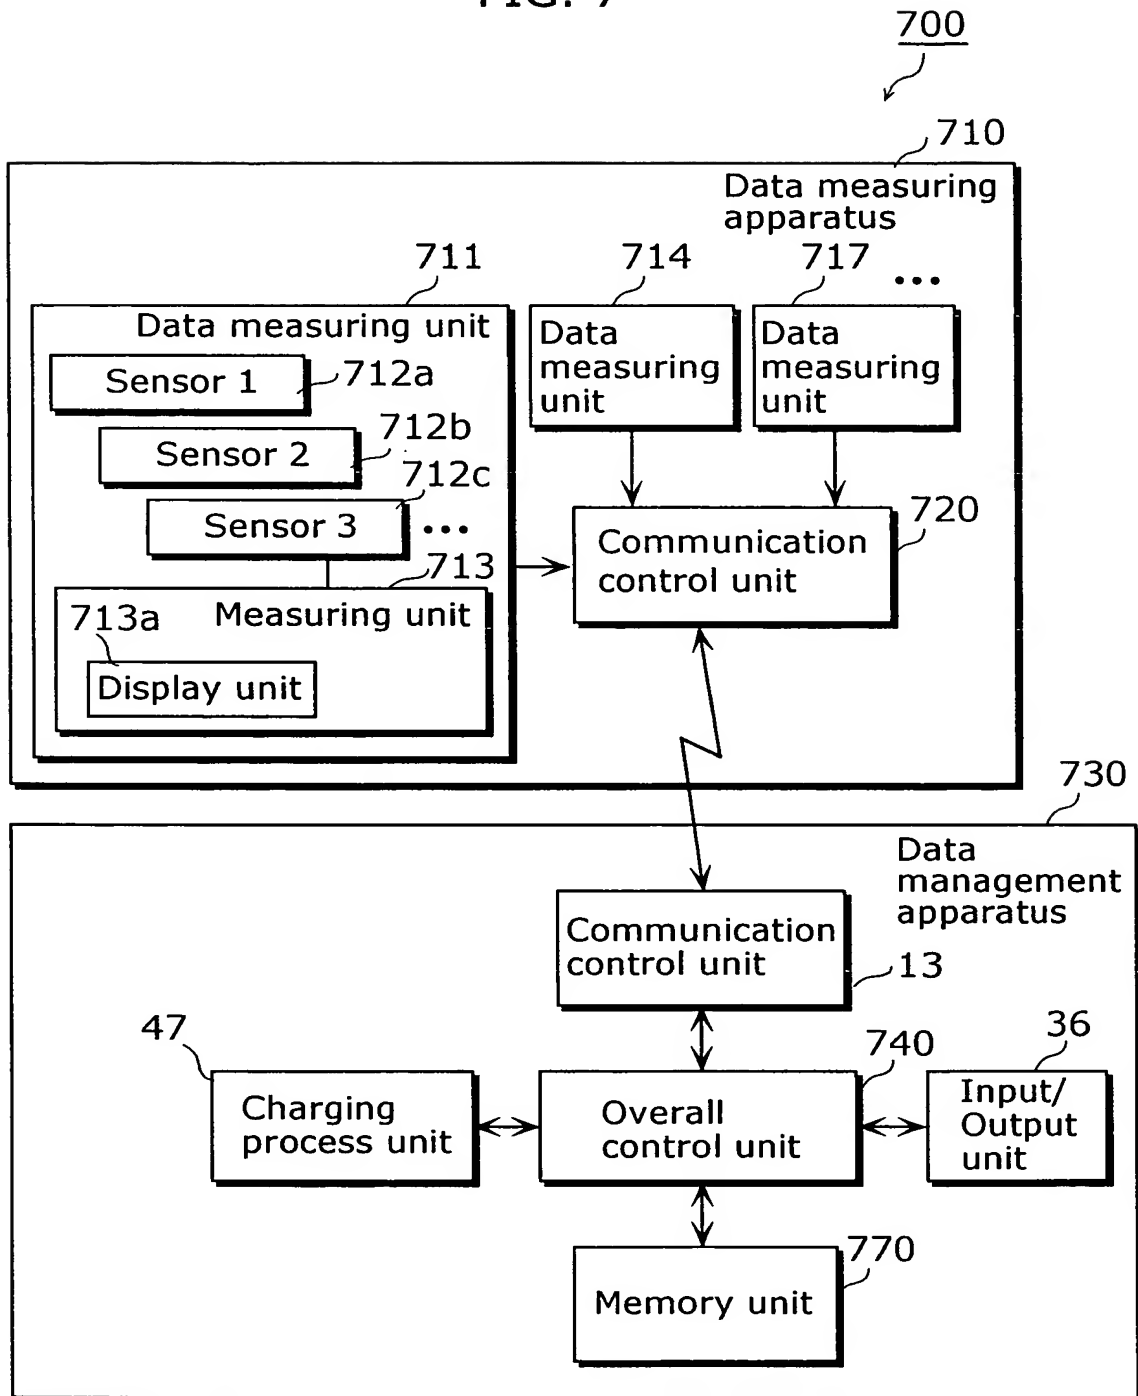 FIG. 7
700
710
Data measuring
apparatus
711
714
717
...
Data measuring unit
Sensor 1
712a
Sensor 2
712b
Sensor 3
712c
...
Data
measuring
unit
Data
measuring
unit
720
Communication
control unit
713
Measuring unit
713a
Display unit
730
Data
management
apparatus
Communication
control unit
13
47
Charging
process unit
740
Overall
control unit
36
Input/
Output
unit
770
Memory unit